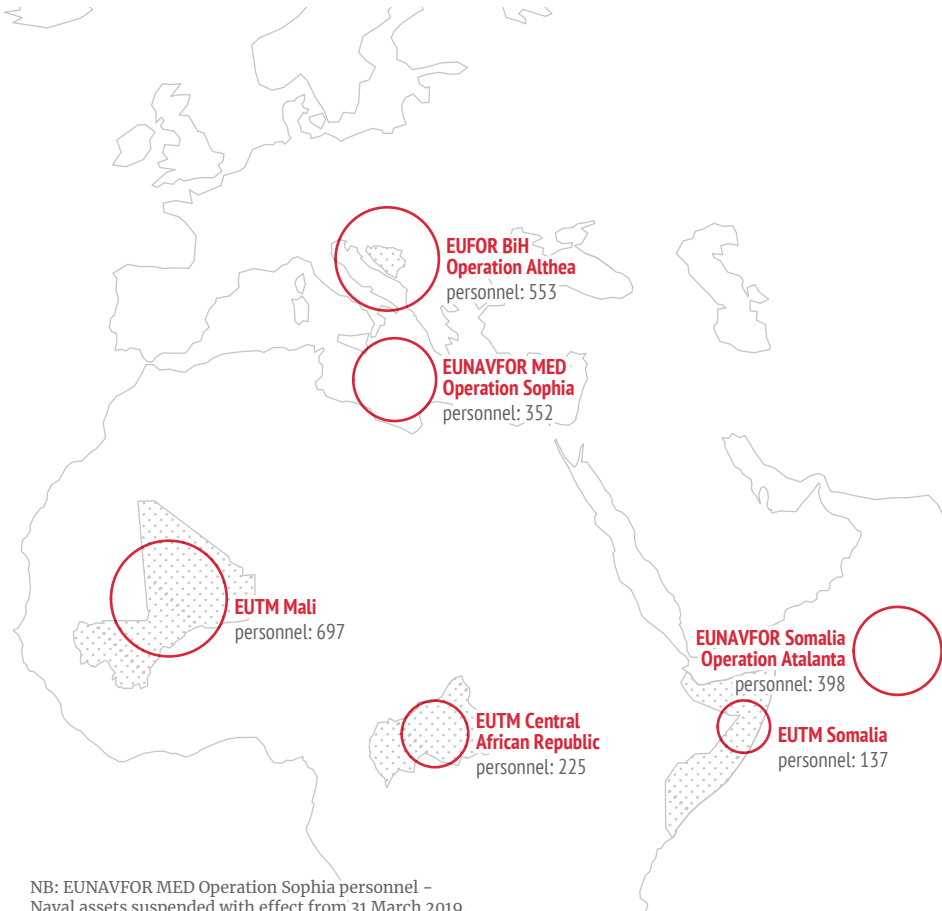 EUFOR BiH
Operation Althea
personnel: 553
EUNAVFOR MED
Operation Sophia
personnel: 352
EUTM Mali
personnel: 697
EUNAVFOR Somalia
Operation Atalanta
personnel: 398
EUTM Central
African Republic
personnel: 225
EUTM Somalia
personnel: 137
NB: EUNAVFOR MED Operation Sophia personnel –
Naval assets suspended with effect from 31 March 2019